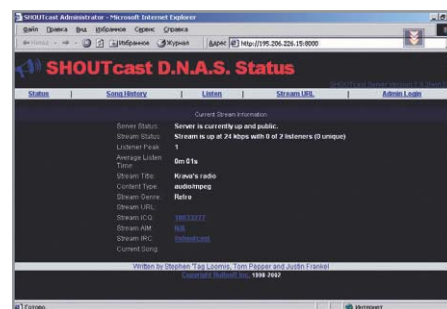 SHOUTcast Administrator - Microsoft Internet Explorer
Файл Правка Вид Избранное Сервис Справка
Избранное Журнал Адрес http://195.206.226.15:8000
SHOUTcast D.N.A.S. Status
SHOUTcast Server Version
Status | Song History | Listen | Stream URL | Admin Login
Current Stream Information
Server Status: Server is currently up and public.
Stream Status: Stream is up at 24 kbps with 0 of 2 listeners (0 unique)
Listener Peak: 1
Average Listen Time: 0m 01s
Stream Title: Krava's radio
Content Type: audio/mpeg
Stream Genre: Retro
Stream URL:
Stream ICQ:
Stream AIM: N/A
Stream IRC:
Current Song:
Written by Stephen 'Tag Loomis, Tom Pepper and Justin Frankel
Copyright Nullsoft Inc. 1998-2002
Готово Интернет